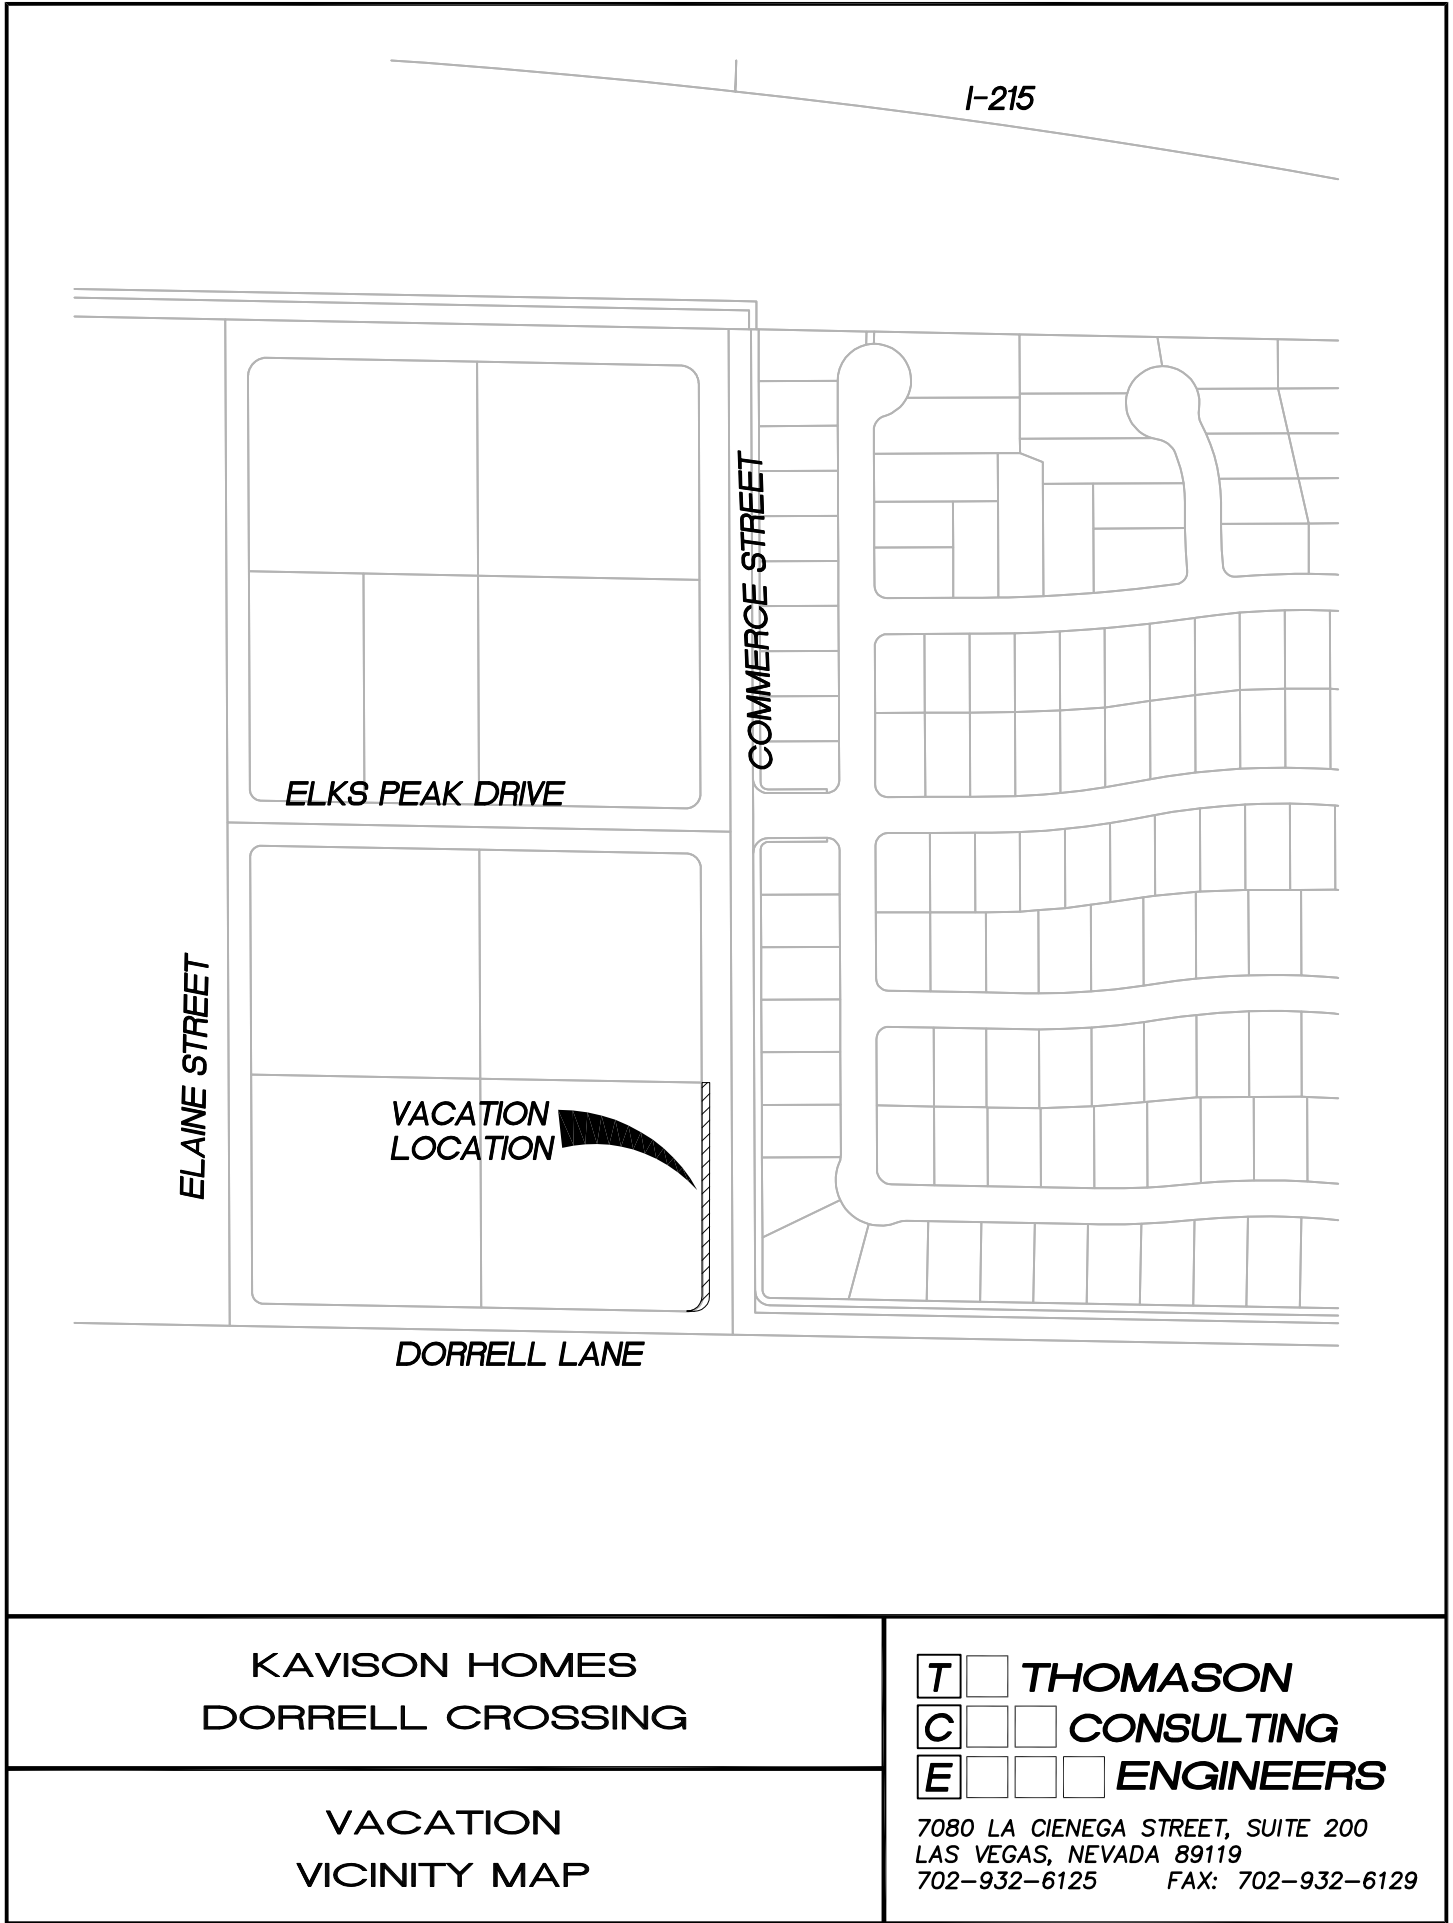 I-215
COMMERCE STREET
ELKS PEAK DRIVE
ELAINE STREET
VACATION
LOCATION
DORRELL LANE
KAVISON HOMES
DORRELL CROSSING
VACATION
VICINITY MAP
T THOMASON
C CONSULTING
E ENGINEERS
7080 LA CIENEGA STREET, SUITE 200
LAS VEGAS, NEVADA 89119
702-932-6125 FAX: 702-932-6129